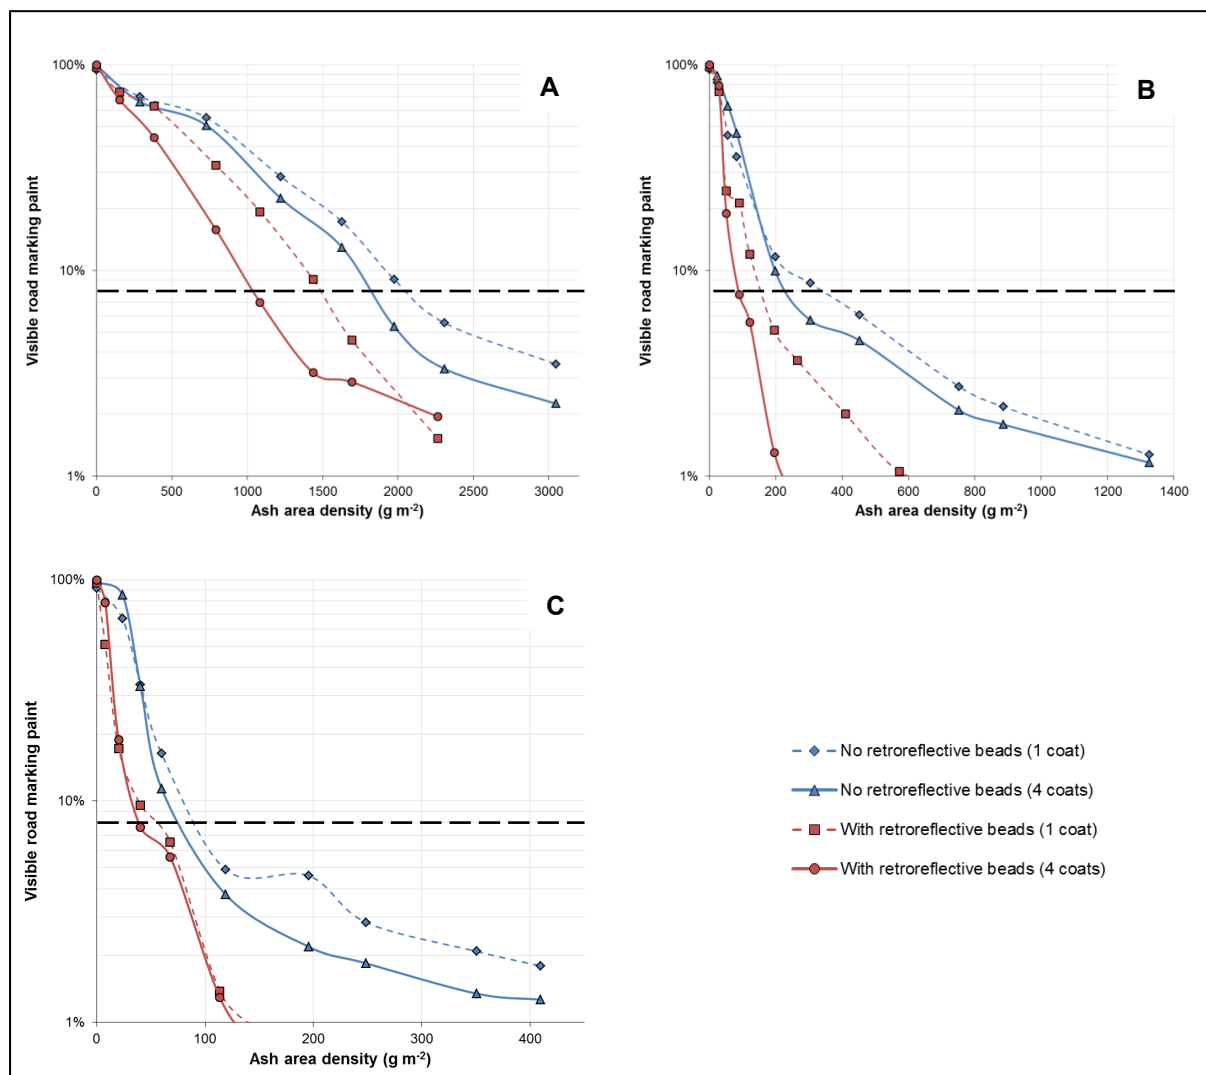 A
Visible road marking paint
100%
10%
1%
0 500 1000 1500 2000 2500 3000
Ash area density (g m-2)
B
Visible road marking paint
100%
10%
1%
0 200 400 600 800 1000 1200 1400
Ash area density (g m-2)
C
Visible road marking paint
100%
10%
1%
0 100 200 300 400
Ash area density (g m-2)
No retroreflective beads (1 coat)
No retroreflective beads (4 coats)
With retroreflective beads (1 coat)
With retroreflective beads (4 coats)